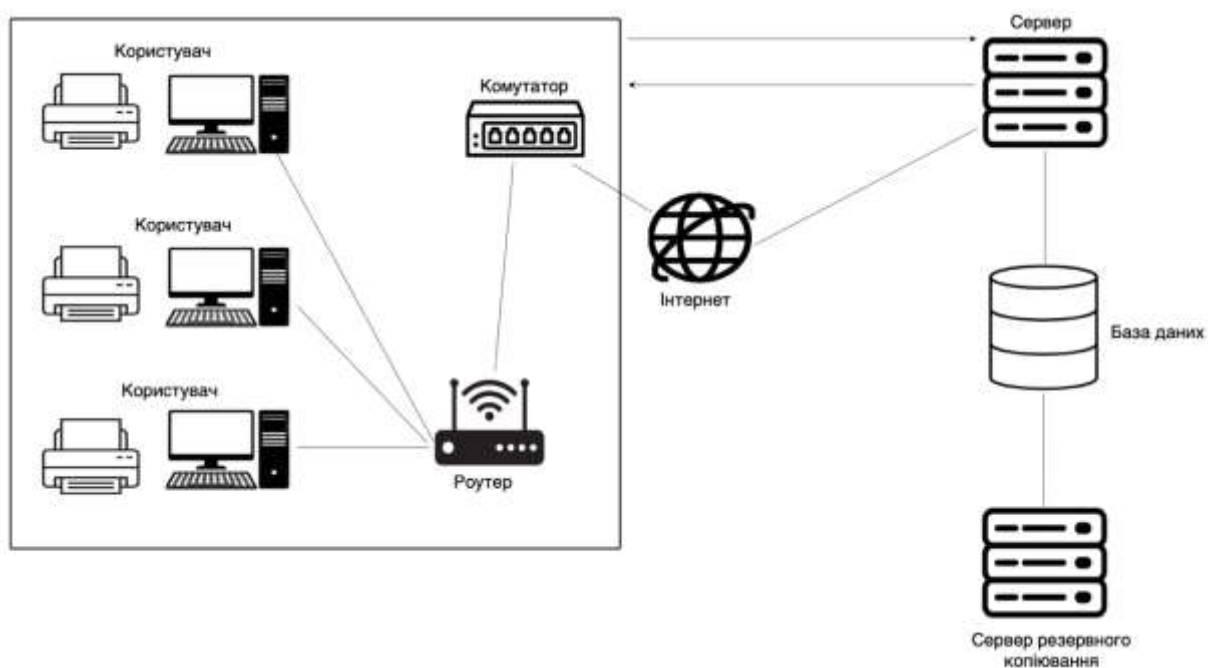 Сервер
Користувач
Комутатор
Користувач
Інтернет
База даних
Користувач
Роутер
Сервер резервного
копіювання